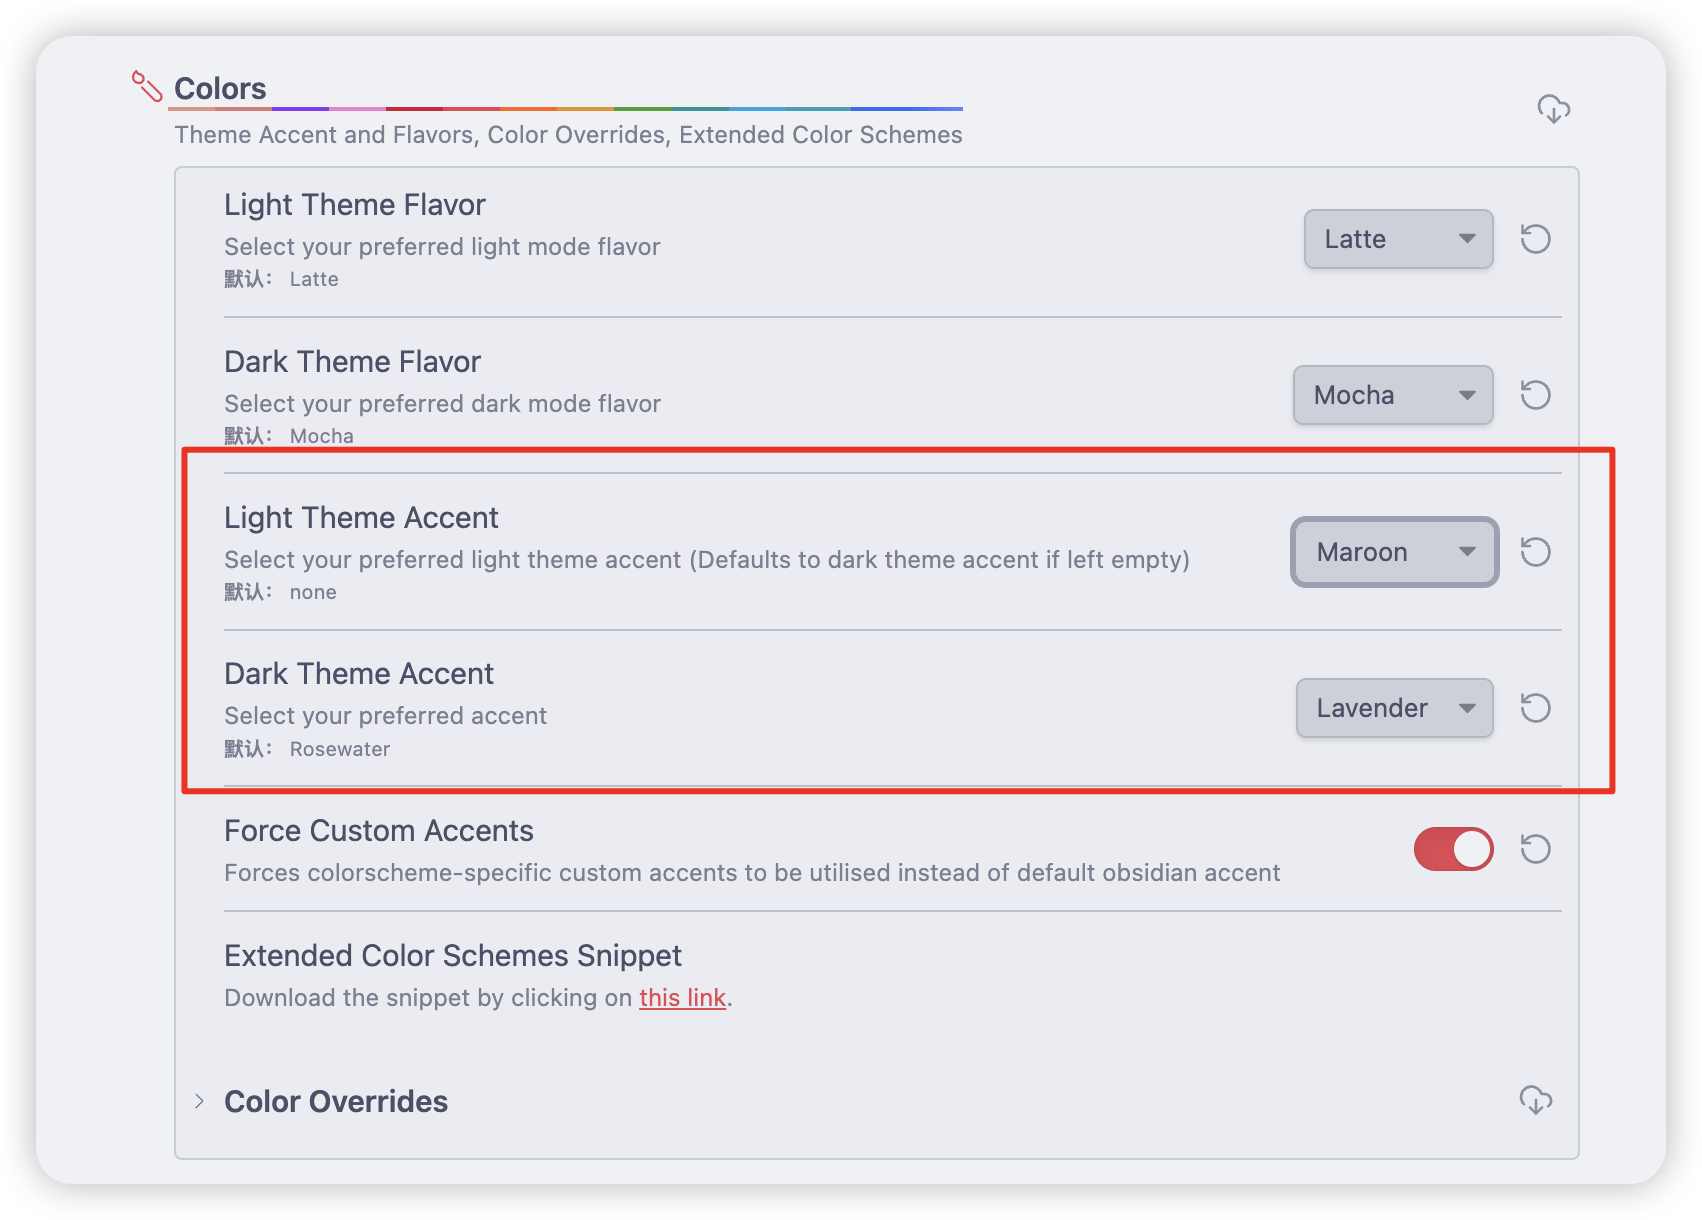 Colors
Theme Accent and Flavors, Color Overrides, Extended Color Schemes
Light Theme Flavor
Select your preferred light mode flavor
默认： Latte
Latte
Dark Theme Flavor
Select your preferred dark mode flavor
默认： Mocha
Mocha
Light Theme Accent
Select your preferred light theme accent (Defaults to dark theme accent if left empty)
默认： none
Maroon
Dark Theme Accent
Select your preferred accent
默认： Rosewater
Lavender
Force Custom Accents
Forces colorscheme-specific custom accents to be utilised instead of default obsidian accent
Extended Color Schemes Snippet
Download the snippet by clicking on this link.
Color Overrides